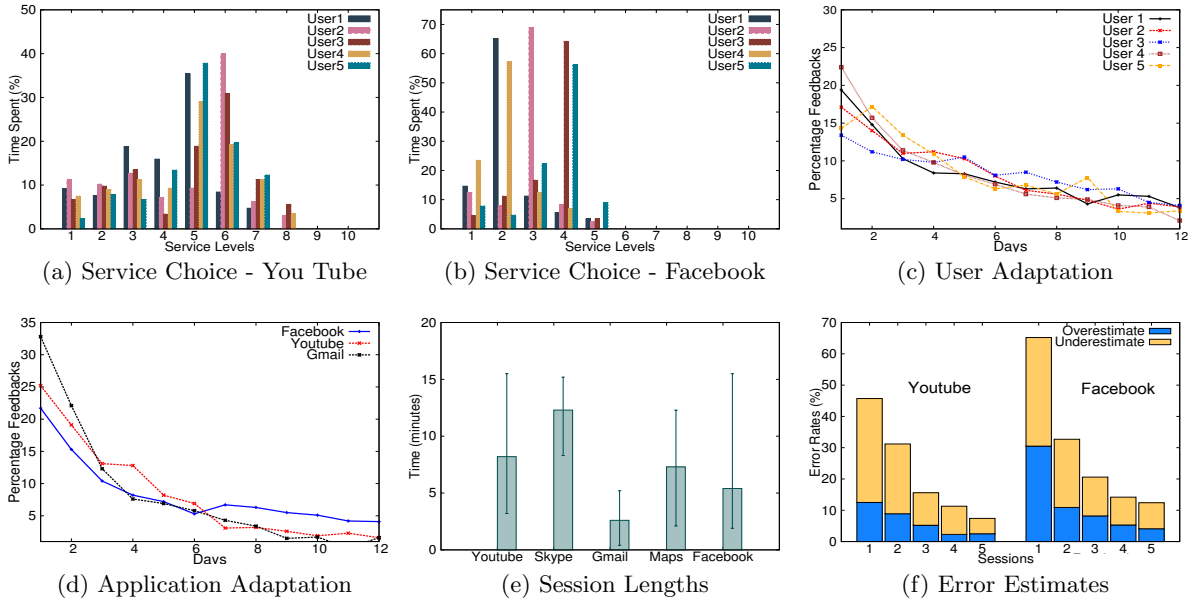 50
40
30
20
10
0
Time Spent (%)
User1
User2
User3
User4
User5
1 2 3 4 5 6 7 8 9 10
Service Levels
(a) Service Choice - You Tube
70
60
50
40
30
20
10
0
Time Spent (%)
User1
User2
User3
User4
User5
1 2 3 4 5 6 7 8 9 10
Service Levels
(b) Service Choice - Facebook
30
25
20
15
10
5
Percentage Feedbacks
User 1
User 2
User 3
User 4
User 5
2 4 6 8 10 12
Days
(c) User Adaptation
35
30
25
20
15
10
5
Percentage Feedbacks
Facebook
Youtube
Gmail
2 4 6 8 10 12
Days
(d) Application Adaptation
20
15
10
5
0
Time (minutes)
Youtube Skype Gmail Maps Facebook
(e) Session Lengths
70
60
50
40
30
20
10
0
Error Rates (%)
Overestimate
Underestimate
Youtube
Facebook
1 2 3 4 5 1 2 3 4 5
Sessions
(f) Error Estimates